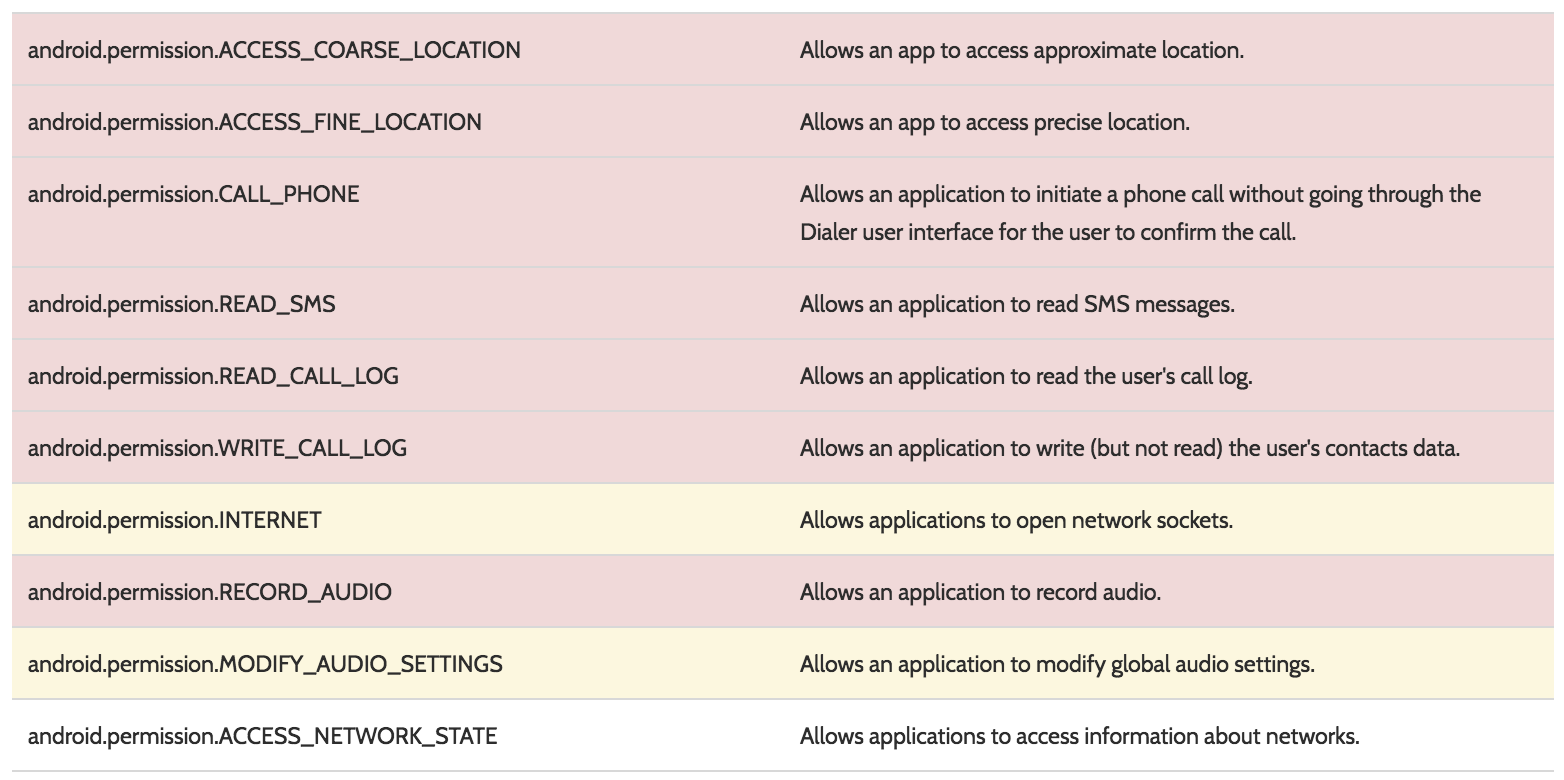 android.permission.ACCESS_COARSE_LOCATION Allows an app to access approximate location.
android.permission.ACCESS_FINE_LOCATION Allows an app to access precise location.
android.permission.CALL_PHONE Allows an application to initiate a phone call without going through the
Dialer user interface for the user to confirm the call.
android.permission.READ_SMS Allows an application to read SMS messages.
android.permission.READ_CALL_LOG Allows an application to read the user's call log.
android.permission.WRITE_CALL_LOG Allows an application to write (but not read) the user's contacts data.
android.permission.INTERNET Allows applications to open network sockets.
android.permission.RECORD_AUDIO Allows an application to record audio.
android.permission.MODIFY_AUDIO_SETTINGS Allows an application to modify global audio settings.
android.permission.ACCESS_NETWORK_STATE Allows applications to access information about networks.